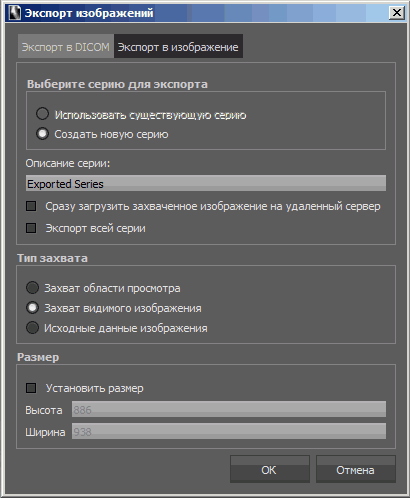 Экспорт изображений
Экспорт в DICOM Экспорт в изображение
Выберите серию для экспорта
Использовать существующую серию
Создать новую серию
Описание серии:
Exported Series
Сразу загрузить захваченное изображение на удаленный сервер
Экспорт всей серии
Тип захвата
Захват области просмотра
Захват видимого изображения
Исходные данные изображения
Размер
Установить размер
Высота 886
Ширина 938
OK Отмена